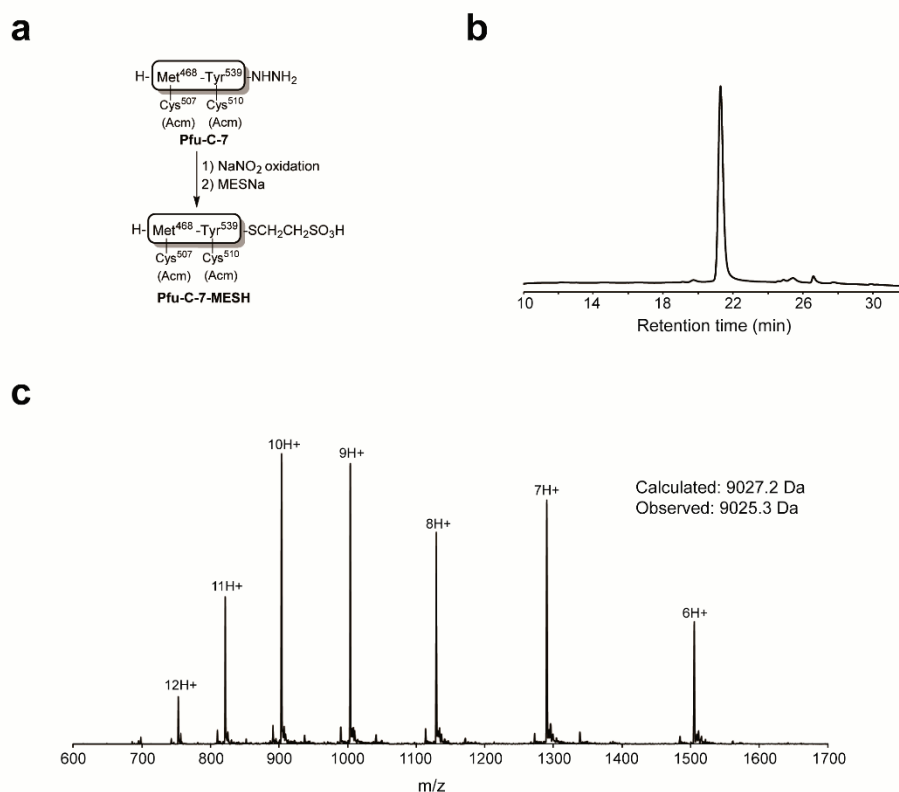 a
H- Met⁴⁶⁸ -Tyr⁵³⁹ -NHNH₂
Cys⁵⁰⁷ Cys⁵¹⁰
(Acm) (Acm)
Pfu-C-7
1) NaNO₂ oxidation
2) MESNa
H- Met⁴⁶⁸ -Tyr⁵³⁹ -SCH₂CH₂SO₃H
Cys⁵⁰⁷ Cys⁵¹⁰
(Acm) (Acm)
Pfu-C-7-MESH
b
10 14 18 22 26 30
Retention time (min)
c
10H+
9H+
7H+
Calculated: 9027.2 Da
Observed: 9025.3 Da
8H+
11H+
6H+
12H+
600 700 800 900 1000 1100 1200 1300 1400 1500 1600 1700
m/z